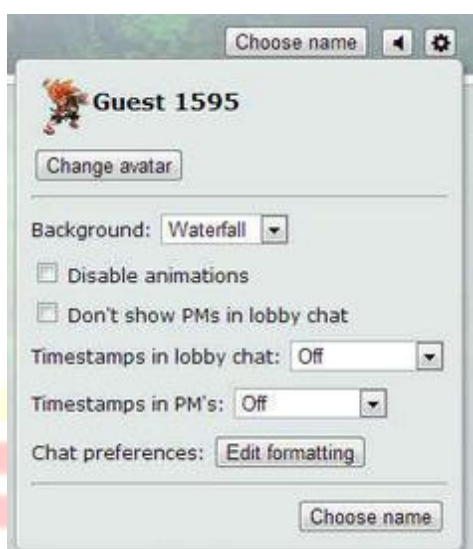 Choose name
Guest 1595
Change avatar
Background: Waterfall
Disable animations
Don't show PMs in lobby chat
Timestamps in lobby chat: Off
Timestamps in PM's: Off
Chat preferences: Edit formatting
Choose name